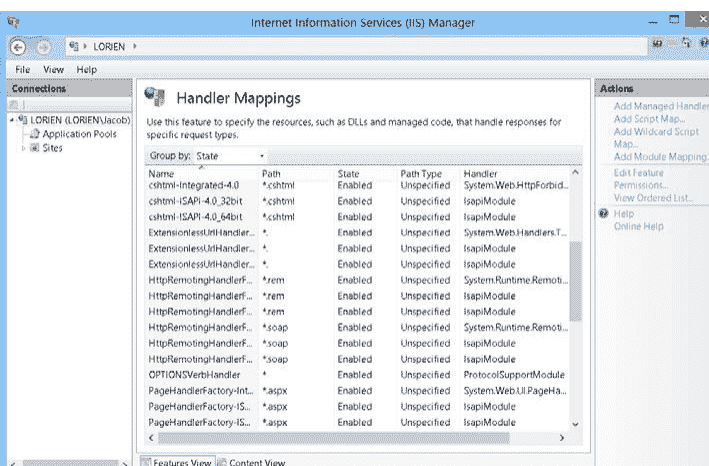 Internet Information Services (IIS) Manager
LORIEN
File View Help
Connections
LORIEN (LORIEN\Jacob)
Application Pools
Sites
Handler Mappings
Use this feature to specify the resources, such as DLLs and managed code, that handle responses for
specific request types.
Group by: State
Name Path State Path Type Handler
cshtml-Integrated-4.0 *.cshtml Enabled Unspecified System.Web.HttpForbid...
cshtml-ISAPI-4.0_32bit *.cshtml Enabled Unspecified IsapiModule
cshtml-ISAPI-4.0_64bit *.cshtml Enabled Unspecified IsapiModule
ExtensionlessUrlHandler... *. Enabled Unspecified System.Web.Handlers.T...
ExtensionlessUrlHandler... *. Enabled Unspecified IsapiModule
ExtensionlessUrlHandler... *. Enabled Unspecified IsapiModule
HttpRemotingHandlerF... *.rem Enabled Unspecified System.Runtime.Remoti...
HttpRemotingHandlerF... *.rem Enabled Unspecified IsapiModule
HttpRemotingHandlerF... *.rem Enabled Unspecified IsapiModule
HttpRemotingHandlerF... *.soap Enabled Unspecified System.Runtime.Remoti...
HttpRemotingHandlerF... *.soap Enabled Unspecified IsapiModule
HttpRemotingHandlerF... *.soap Enabled Unspecified IsapiModule
OPTIONSVerbHandler * Enabled Unspecified ProtocolSupportModule
PageHandlerFactory-Int... *.aspx Enabled Unspecified System.Web.UI.PageHa...
PageHandlerFactory-IS... *.aspx Enabled Unspecified IsapiModule
PageHandlerFactory-IS... *.aspx Enabled Unspecified IsapiModule
Features View Content View
Actions
Add Managed Handler
Add Script Map...
Add Wildcard Script
Map...
Add Module Mapping.
Edit Feature
Permissions...
View Ordered List...
Help
Online Help